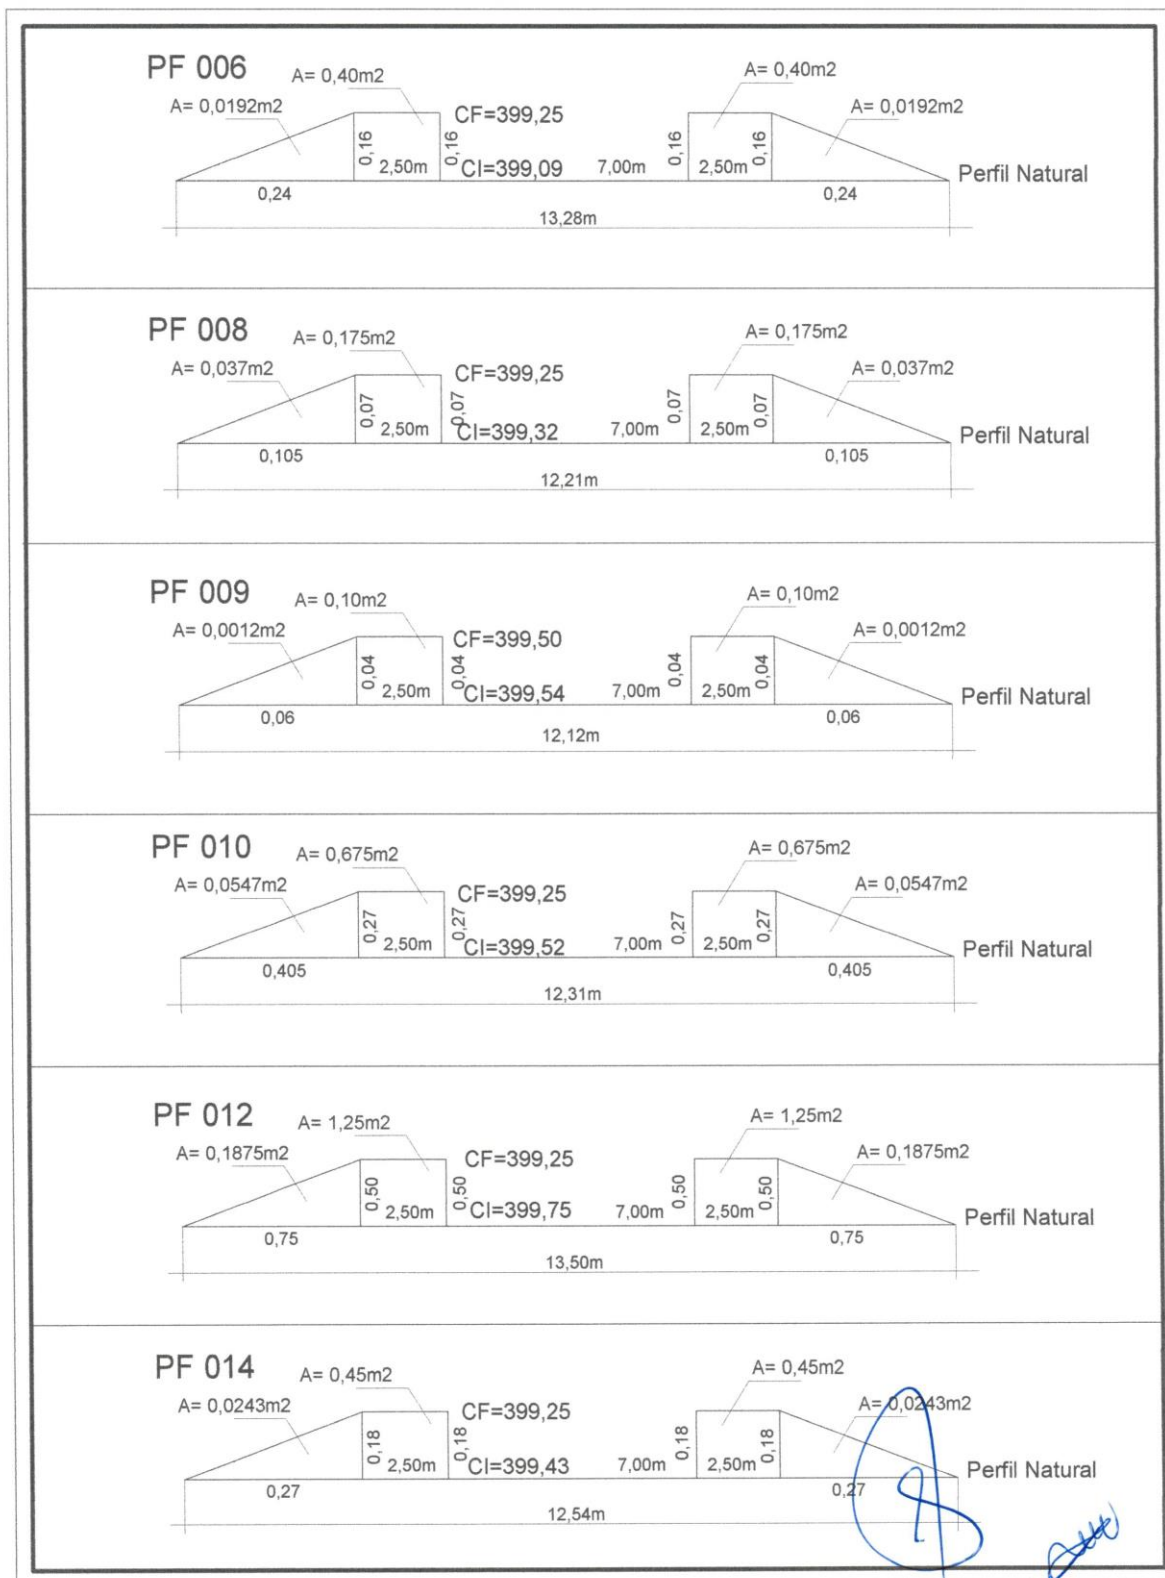 PF 006
A= 0,40m2
A= 0,40m2
A= 0,0192m2
A= 0,0192m2
CF=399,25
0,16
0,16
0,16
0,16
2,50m
CI=399,09
7,00m
2,50m
Perfil Natural
0,24
0,24
13,28m
PF 008
A= 0,175m2
A= 0,175m2
A= 0,037m2
A= 0,037m2
CF=399,25
0,07
0,07
0,07
0,07
2,50m
CI=399,32
7,00m
2,50m
Perfil Natural
0,105
0,105
12,21m
PF 009
A= 0,10m2
A= 0,10m2
A= 0,0012m2
A= 0,0012m2
CF=399,50
0,04
0,04
0,04
0,04
2,50m
CI=399,54
7,00m
2,50m
Perfil Natural
0,06
0,06
12,12m
PF 010
A= 0,675m2
A= 0,675m2
A= 0,0547m2
A= 0,0547m2
CF=399,25
0,27
0,27
0,27
0,27
2,50m
CI=399,52
7,00m
2,50m
Perfil Natural
0,405
0,405
12,31m
PF 012
A= 1,25m2
A= 1,25m2
A= 0,1875m2
A= 0,1875m2
CF=399,25
0,50
0,50
0,50
0,50
2,50m
CI=399,75
7,00m
2,50m
Perfil Natural
0,75
0,75
13,50m
PF 014
A= 0,45m2
A= 0,45m2
A= 0,0243m2
A= 0,0243m2
CF=399,25
0,18
0,18
0,18
0,18
2,50m
CI=399,43
7,00m
2,50m
Perfil Natural
0,27
0,27
12,54m